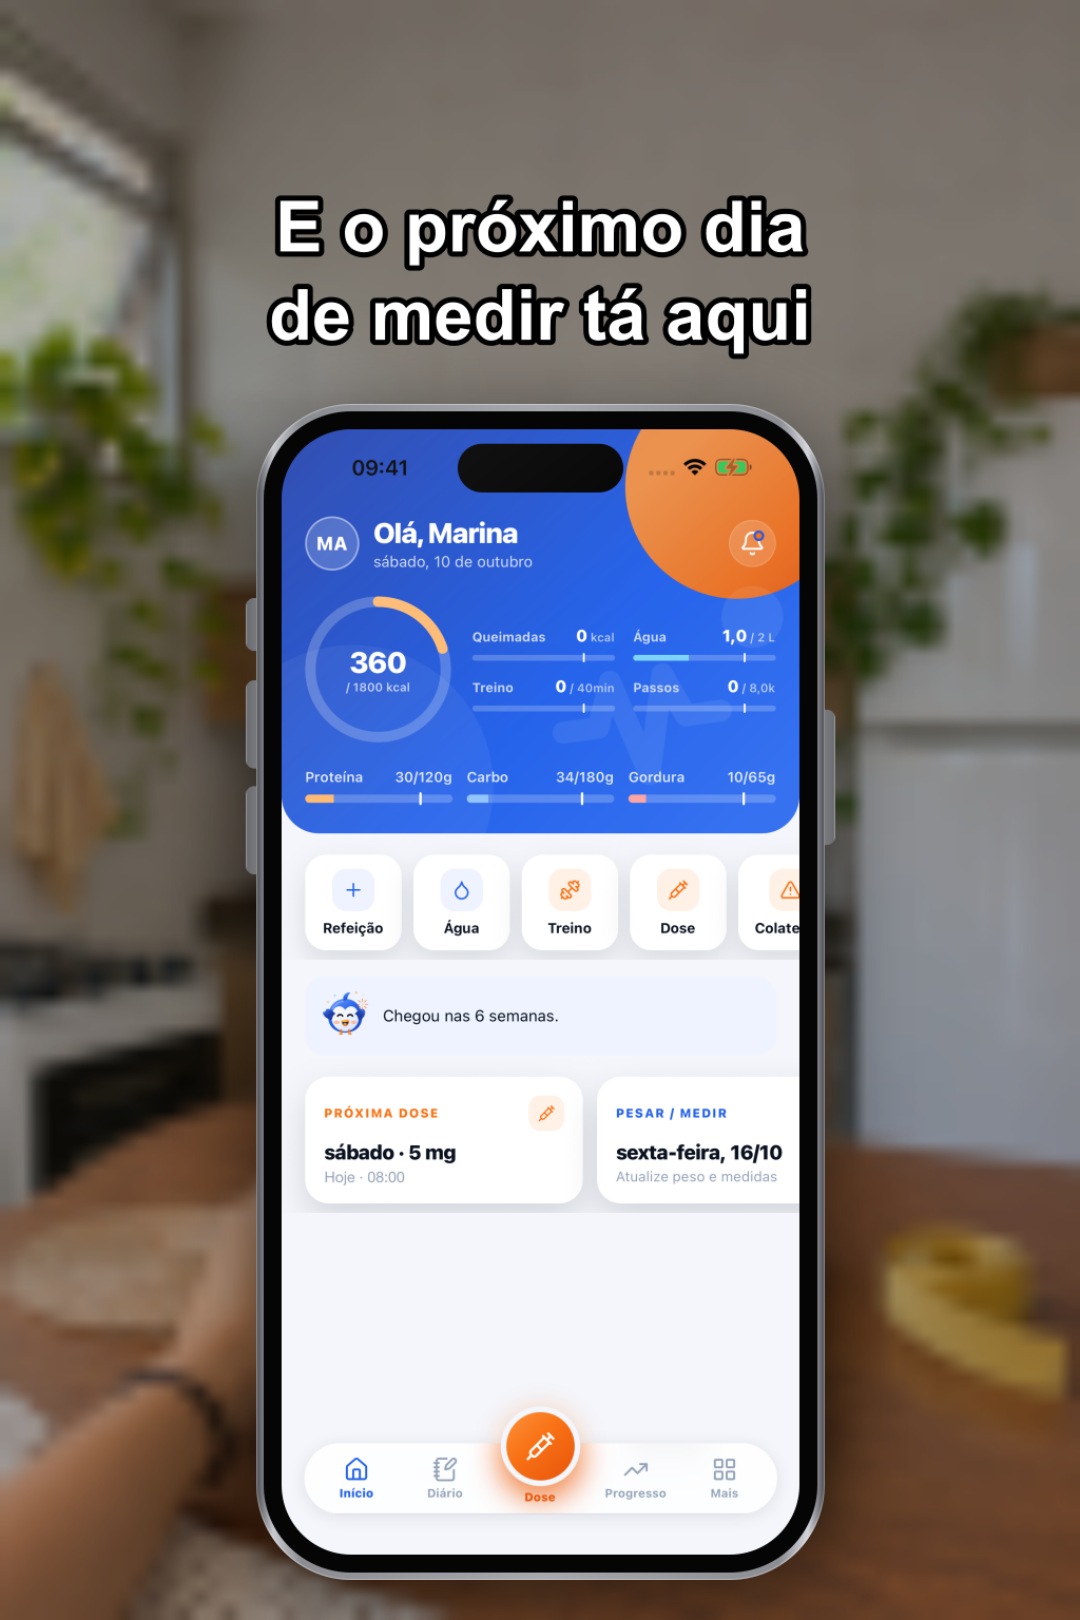 E o próximo dia
de medir tá aqui
09:41
MA
Olá, Marina
sábado, 10 de outubro
360
/ 1800 kcal
Queimadas 0 kcal
Água 1,0 / 2 L
Treino 0 / 40min
Passos 0 / 8,0k
Proteína 30/120g
Carbo 34/180g
Gordura 10/65g
Refeição
Água
Treino
Dose
Colate
Chegou nas 6 semanas.
PRÓXIMA DOSE
sábado · 5 mg
Hoje · 08:00
PESAR / MEDIR
sexta-feira, 16/10
Atualize peso e medidas
Início
Diário
Dose
Progresso
Mais